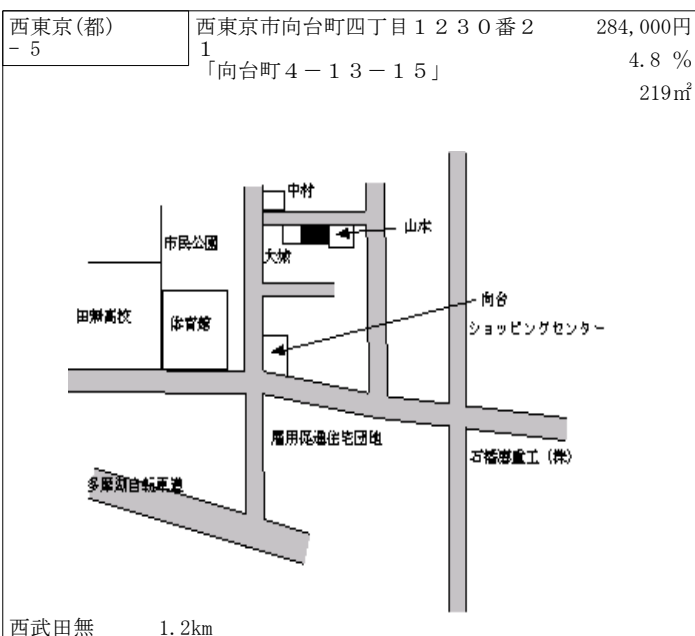 西東京(都)
- 5
西東京市向台町四丁目１２３０番２
1
「向台町４－１３－１５」
284,000円
4.8 %
219㎡
中村
山本
市民公園
大城
田無高校
体育館
向台
ショッピングセンター
雇用促進住宅団地
石播磨重工（株）
多摩湖自転車道
西武田無 1.2km